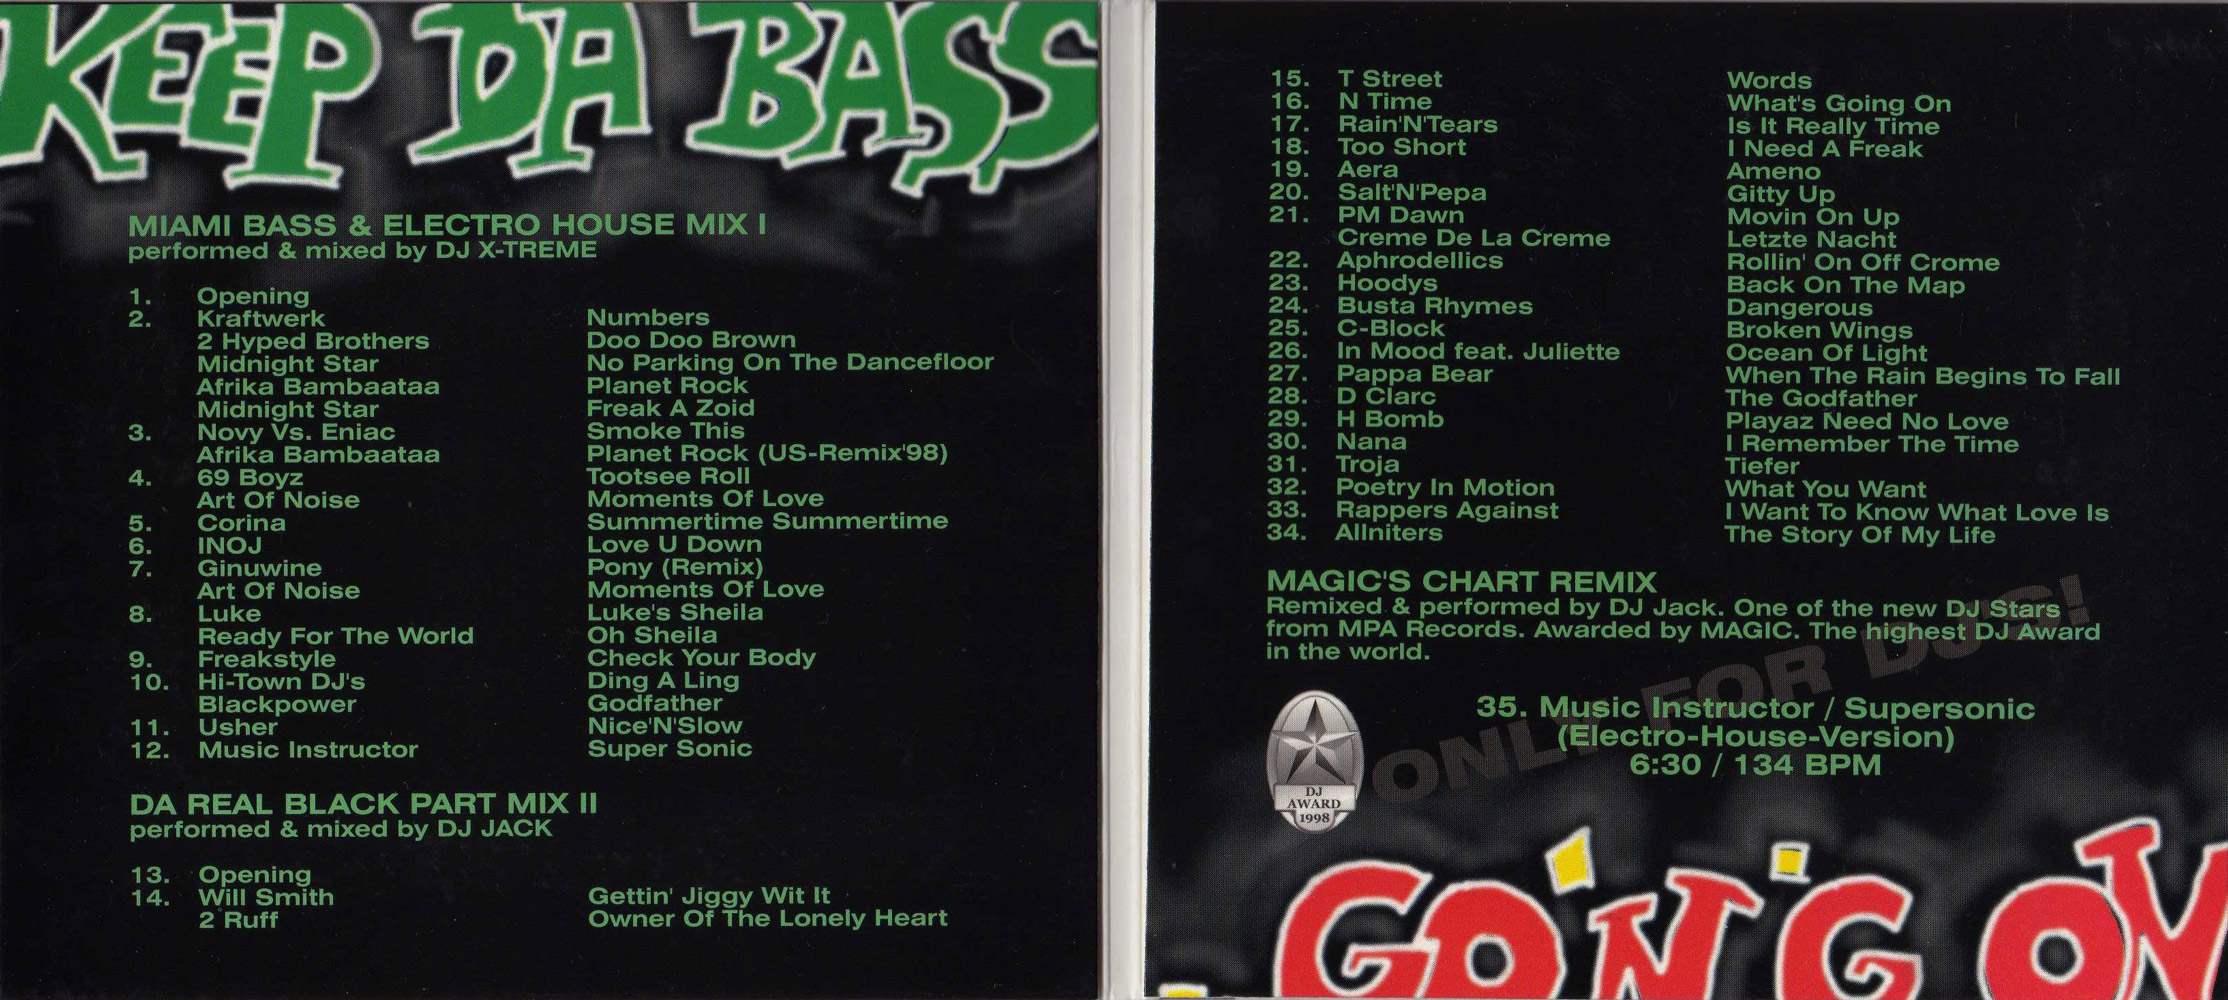 KEEP DA BA$$
MIAMI BASS & ELECTRO HOUSE MIX I
performed & mixed by DJ X-TREME
1. Opening
2. Kraftwerk Numbers
2 Hyped Brothers Doo Doo Brown
Midnight Star No Parking On The Dancefloor
Afrika Bambaataa Planet Rock
Midnight Star Freak A Zoid
3. Novy Vs. Eniac Smoke This
Afrika Bambaataa Planet Rock (US-Remix'98)
4. 69 Boyz Tootsee Roll
Art Of Noise Moments Of Love
5. Corina Summertime Summertime
6. INOJ Love U Down
7. Ginuwine Pony (Remix)
Art Of Noise Moments Of Love
8. Luke Luke's Sheila
Ready For The World Oh Sheila
9. Freakstyle Check Your Body
10. Hi-Town DJ's Ding A Ling
Blackpower Godfather
11. Usher Nice'N'Slow
12. Music Instructor Super Sonic
DA REAL BLACK PART MIX II
performed & mixed by DJ JACK
13. Opening
14. Will Smith Gettin' Jiggy Wit It
2 Ruff Owner Of The Lonely Heart
15. T Street Words
16. N Time What's Going On
17. Rain'N'Tears Is It Really Time
18. Too Short I Need A Freak
19. Aera Ameno
20. Salt'N'Pepa Gitty Up
21. PM Dawn Movin On Up
Creme De La Creme Letzte Nacht
22. Aphrodellics Rollin' On Off Crome
23. Hoodys Back On The Map
24. Busta Rhymes Dangerous
25. C-Block Broken Wings
26. In Mood feat. Juliette Ocean Of Light
27. Pappa Bear When The Rain Begins To Fall
28. D Clarc The Godfather
29. H Bomb Playaz Need No Love
30. Nana I Remember The Time
31. Troja Tiefer
32. Poetry In Motion What You Want
33. Rappers Against I Want To Know What Love Is
34. Allniters The Story Of My Life
MAGIC'S CHART REMIX
Remixed & performed by DJ Jack. One of the new DJ Stars
from MPA Records. Awarded by MAGIC. The highest DJ Award
in the world.
ONLY FOR DJ'S!
35. Music Instructor / Supersonic
(Electro-House-Version)
6:30 / 134 BPM
DJ
AWARD
1998
GO'N'G ON